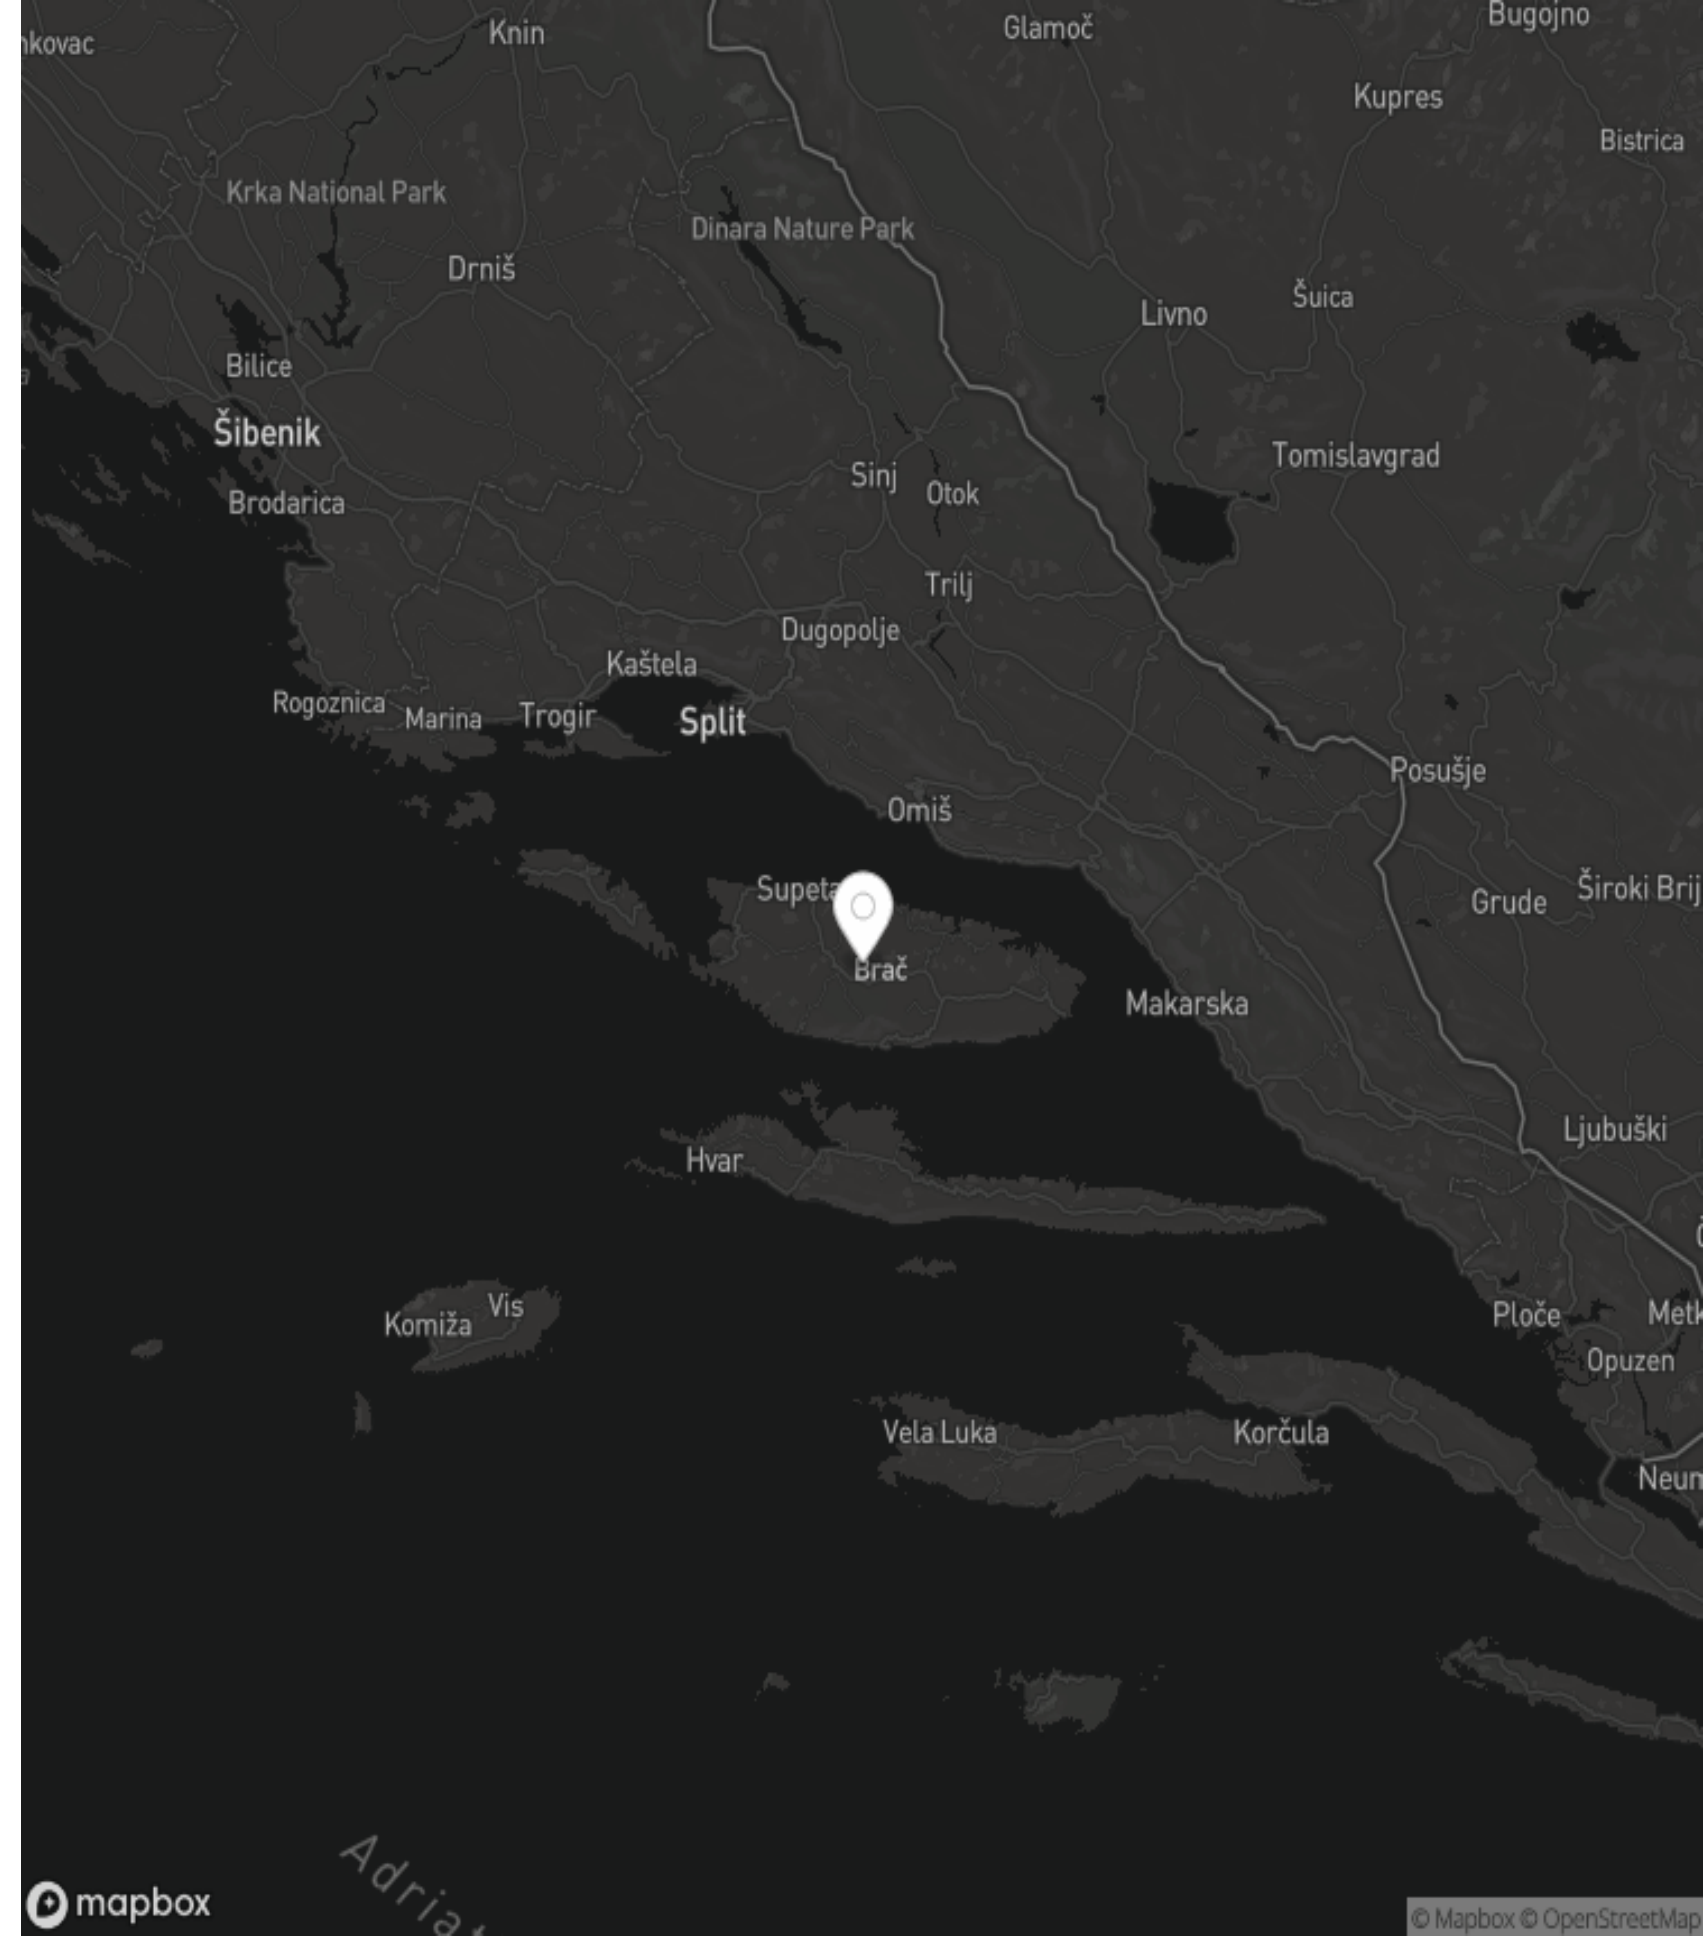 Knin
Glamoč
Bugojno
nkovac
Kupres
Bistrica
Krka National Park
Dinara Nature Park
Drniš
Šuica
Livno
Bilice
Šibenik
Tomislavgrad
Sinj
Otok
Brodarica
Trilj
Dugopolje
Kaštela
Rogoznica
Marina
Trogir
Split
Posušje
Omiš
Supeta
Široki Brij
Grude
Brač
Makarska
Ljubuški
Hvar
Vis
Komiža
Ploče
Metk
Opuzen
Vela Luka
Korčula
Neum
Adriat
mapbox
© Mapbox © OpenStreetMap